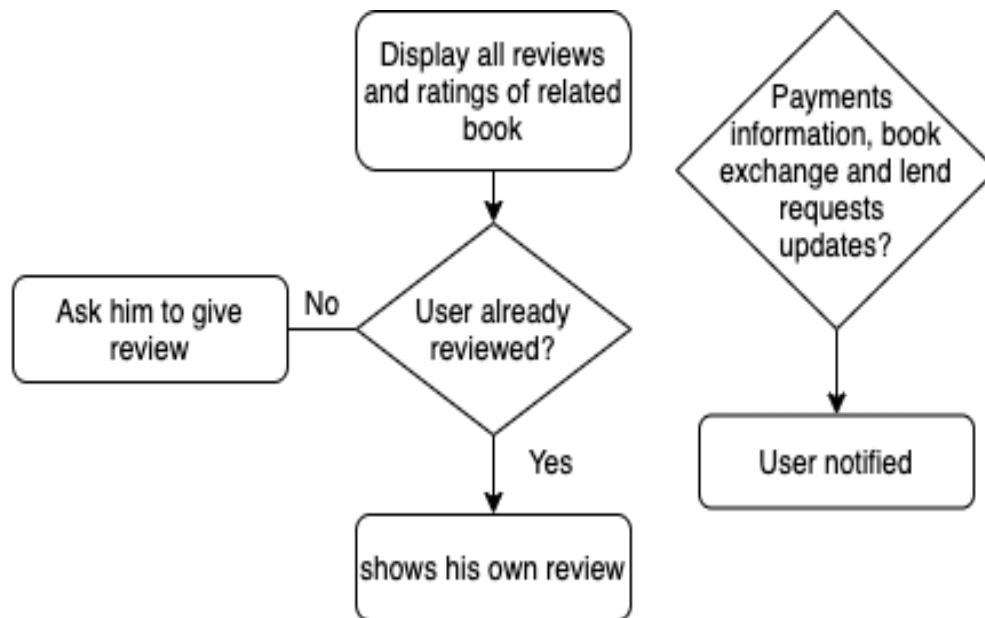 Display all reviews
and ratings of related
book
Payments
information, book
exchange and lend
requests
updates?
Ask him to give
review
No
User already
reviewed?
Yes
User notified
shows his own review